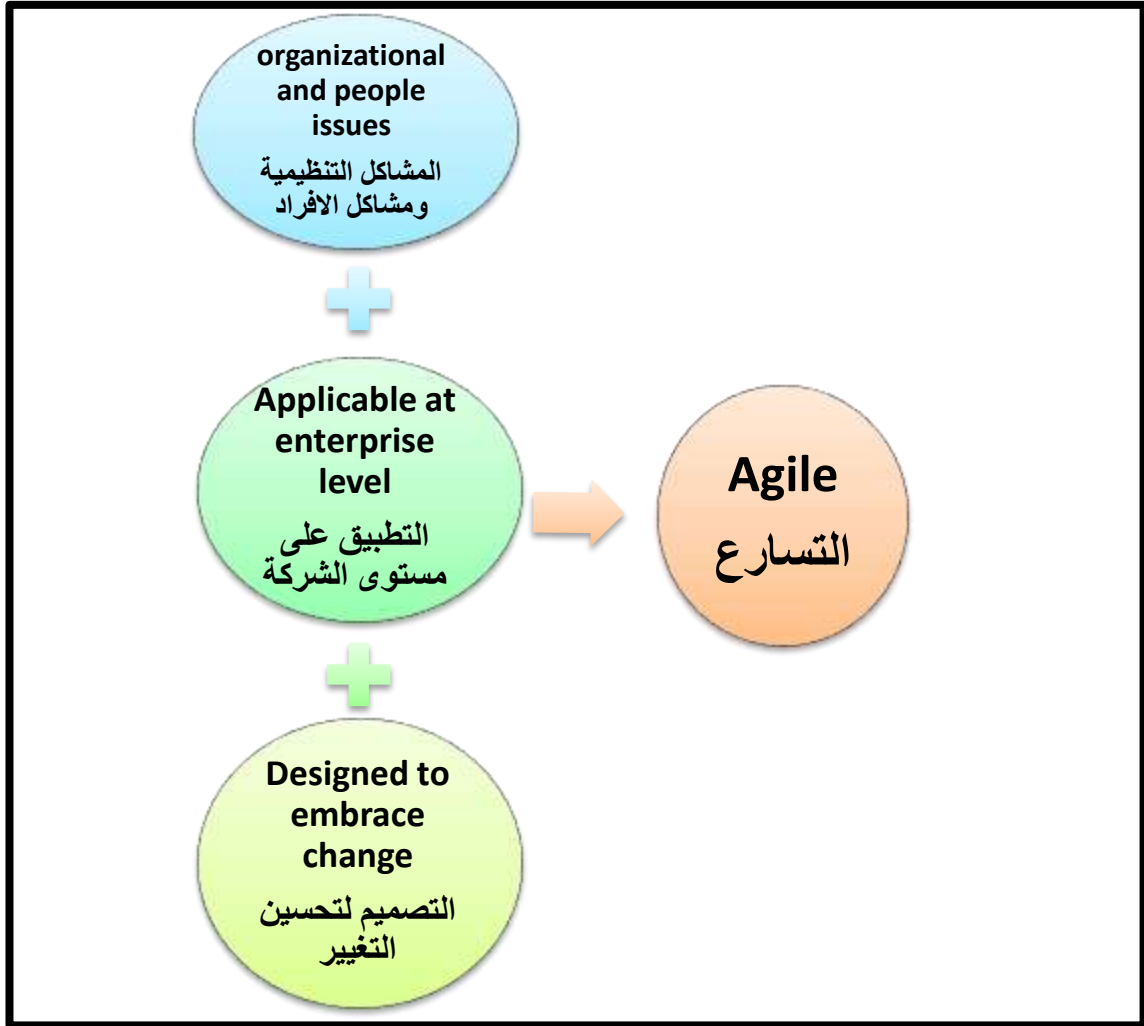 organizational
and people
issues
المشاكل التنظيمية
ومشاكل الافراد
Applicable at
enterprise
level
التطبيق على
مستوى الشركة
Designed to
embrace
change
التصميم لتحسين
التغيير
Agile
التسارع